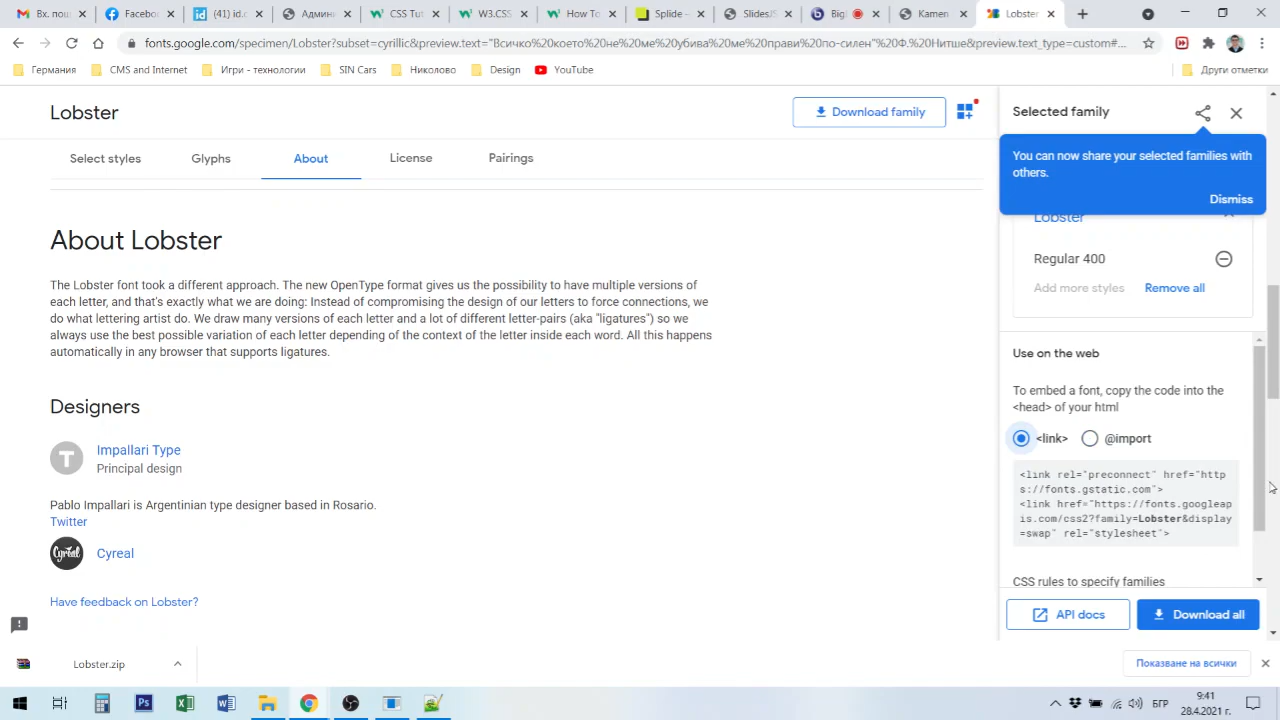 Вх. пош
Facebo
(41) id.c
Админи
CSS Tut
W3.CSS
How To
Splide -
SlidesJS
Big
Kamen
Lobster
fonts.google.com/specimen/Lobster?subset=cyrillic&preview.text="Всичко%20което%20не%20ме%20убива%20ме%20прави%20по-силен"%20Ф.%20Нитше&preview.text_type=custom#...
Германия
CMS and Internet
Игри - технологии
SIN Cars
Николово
Design
YouTube
Други отметки
Lobster
Download family
Selected family
Select styles
Glyphs
About
License
Pairings
You can now share your selected families with
others.
Dismiss
Lobster
Regular 400
Add more styles
Remove all
About Lobster
The Lobster font took a different approach. The new OpenType format gives us the possibility to have multiple versions of
each letter, and that's exactly what we are doing: Instead of compromising the design of our letters to force connections, we
do what lettering artist do. We draw many versions of each letter and a lot of different letter-pairs (aka "ligatures") so we
always use the best possible variation of each letter depending of the context of the letter inside each word. All this happens
automatically in any browser that supports ligatures.
Designers
T
Impallari Type
Principal design
Pablo Impallari is Argentinian type designer based in Rosario.
Twitter
Cyreal
Cyreal
Have feedback on Lobster?
Use on the web
To embed a font, copy the code into the
<head> of your html
<link>
@import
<link rel="preconnect" href="http
s://fonts.gstatic.com">
<link href="https://fonts.googleap
is.com/css2?family=Lobster&display
=swap" rel="stylesheet">
CSS rules to specify families
API docs
Download all
Lobster.zip
Показване на всички
БГР
9:41
28.4.2021 г.